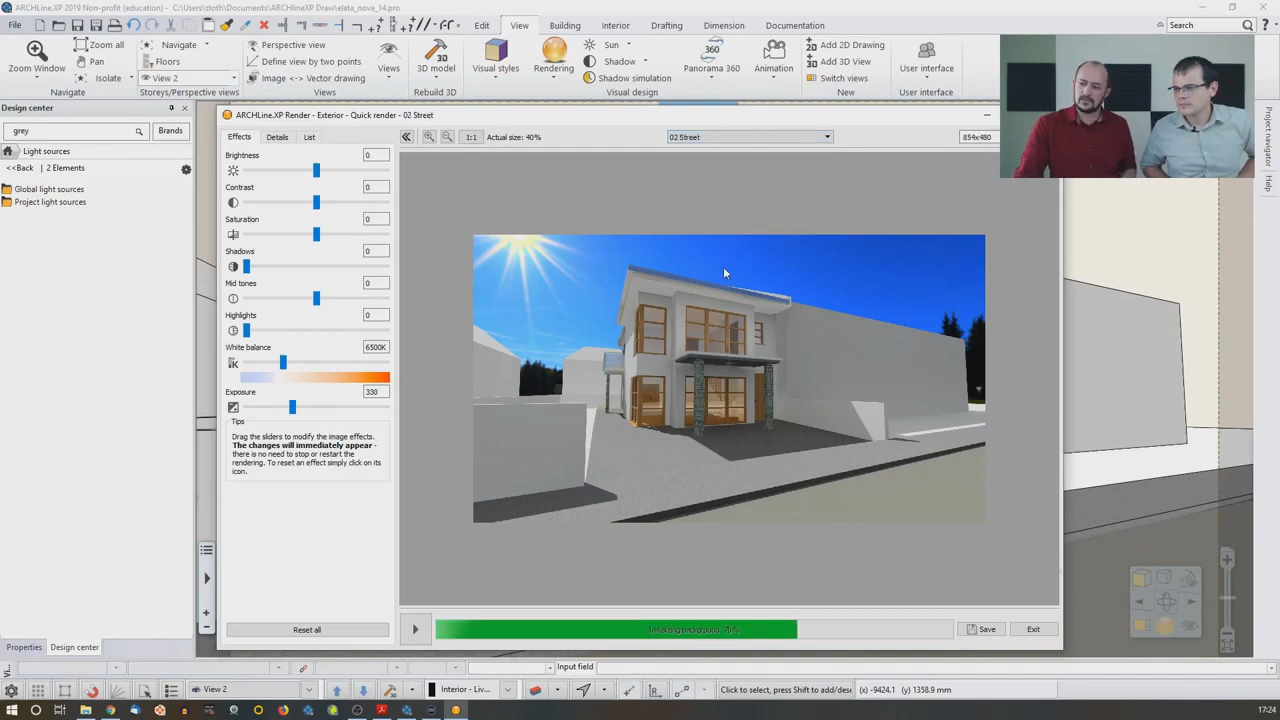 ARCHLine.XP 2019 Non-profit (education) - C:\Users\ztoth\Documents\ARCHlineXP Draw\elata_nova_14.pro
File Edit View Building Interior Drafting Dimension Documentation Search
Zoom Window
Zoom all
Pan
Isolate
Navigate
Navigate
Floors
View 2
Storeys/Perspective view
Perspective view
Define view by two points
Image <-> Vector drawing
Views
Views
3D model
Rebuild 3D
Visual styles
Rendering
Sun
Shadow
Shadow simulation
Visual design
Panorama 360
Animation
Add 2D Drawing
Add 3D View
Switch views
New
User interface
User interface
Design center
grey
Brands
Light sources
<<Back | 2 Elements
Global light sources
Project light sources
Properties Design center
ARCHLine.XP Render - Exterior - Quick render - 02 Street
Effects Details List
1:1 Actual size: 40% 02 Street 854x480
Brightness 0
Contrast 0
Saturation 0
Shadows 0
Mid tones 0
Highlights 0
White balance 6500K
Exposure 330
Tips
Drag the sliders to modify the image effects.
The changes will immediately appear -
there is no need to stop or restart the
rendering. To reset an effect simply click on its
icon.
Reset all
Save Exit
Project navigator
Help
Input field
View 2
Interior - Liv...
Click to select, press Shift to add/dese
(x) -9424.1 (y) 1358.9 mm
17:24